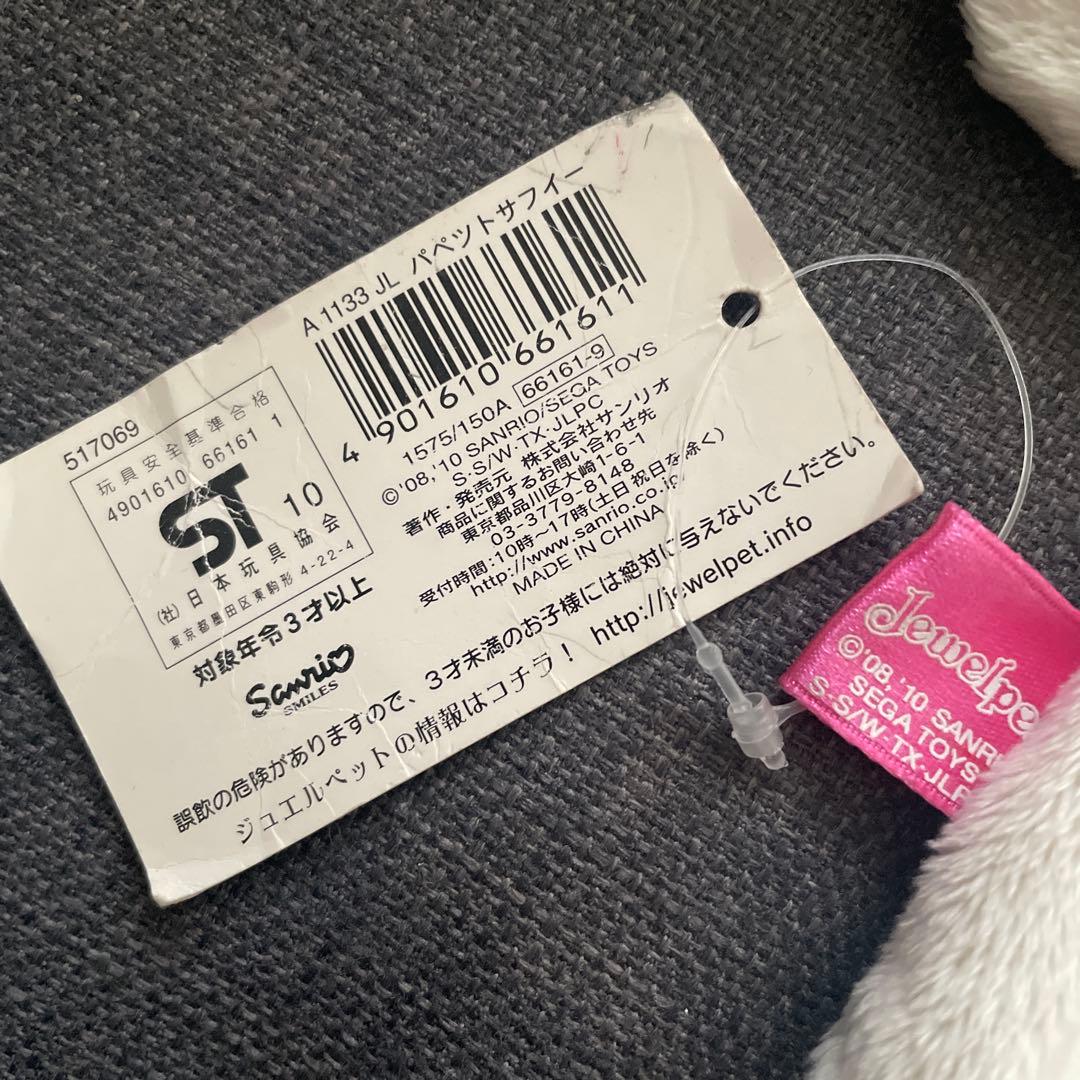 A 1133 JL パペットサフイー
4 901610 661611
1575/150A 66161-9
©'08,'10 SANRIO/SEGA TOYS
S･S/W･TX･JLPC
著作・発売元 株式会社サンリオ
商品に関するお問い合わせ先
東京都品川区大崎1-6-1
03-3779-8148
受付時間:10時～17時(土日 祝日を除く)
http://www.sanrio.co.jp
MADE IN CHINA
517069
玩具安全基準合格
4901610 66161 1
ST 10
(社)日本玩具協会
東京都墨田区東駒形 4-22-4
対象年令3才以上
Sanrio
SMILES
誤飲の危険がありますので、3才未満のお子様には絶対に与えないでください。
ジュエルペットの情報はコチラ！ http://jewelpet.info
Jewelpe
©'08,'10 SANRI
SEGA TOYS
S･S/W･TX･JLP